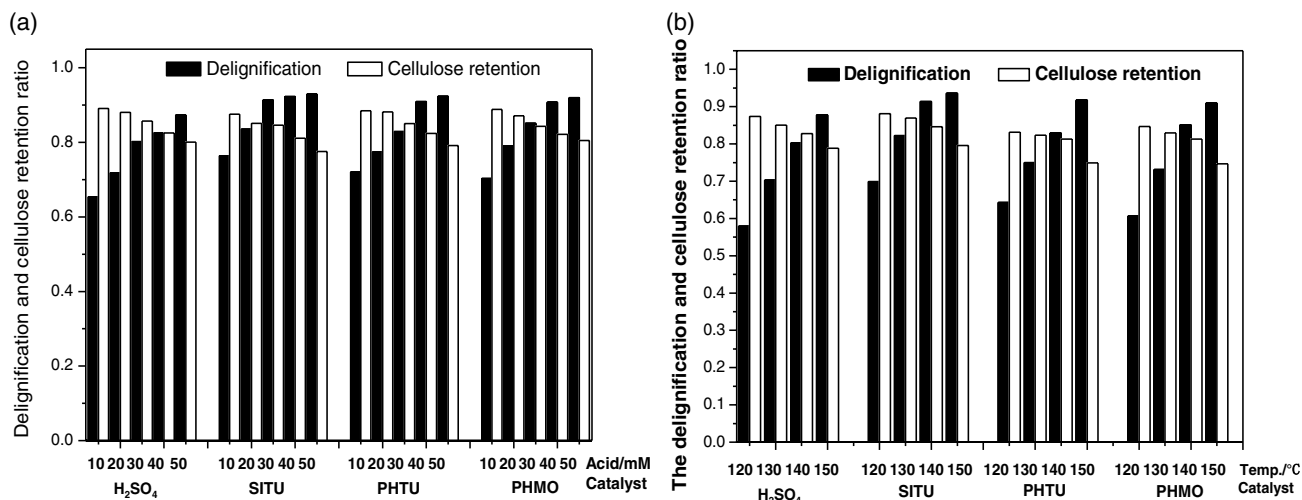 (a)
Delignification and cellulose retention ratio
Delignification Cellulose retention
1.0
0.8
0.6
0.4
0.2
0.0
10 20 30 40 50 10 20 30 40 50 10 20 30 40 50 10 20 30 40 50 Acid/mM
H₂SO₄ SITU PHTU PHMO Catalyst
(b)
The delignification and cellulose retention ratio
Delignification Cellulose retention
1.0
0.9
0.8
0.7
0.6
0.5
0.4
0.3
0.2
0.1
0.0
120 130 140 150 120 130 140 150 120 130 140 150 120 130 140 150 Temp./°C
H₂SO₄ SITU PHTU PHMO Catalyst